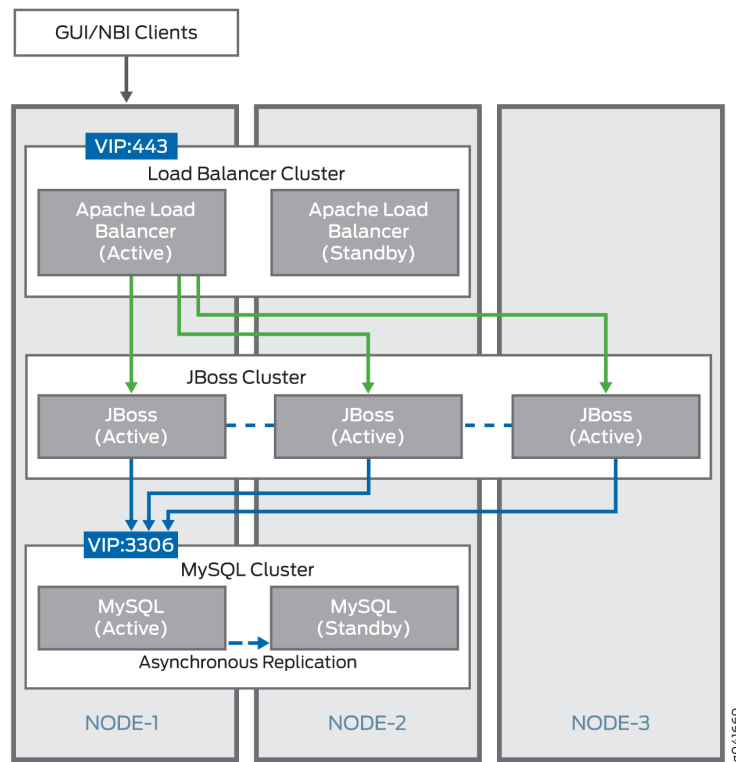 GUI/NBI Clients
VIP:443
Load Balancer Cluster
Apache Load
Balancer
(Active)
Apache Load
Balancer
(Standby)
JBoss Cluster
JBoss
(Active)
JBoss
(Active)
JBoss
(Active)
VIP:3306
MySQL Cluster
MySQL
(Active)
MySQL
(Standby)
Asynchronous Replication
NODE-1
NODE-2
NODE-3
g041669